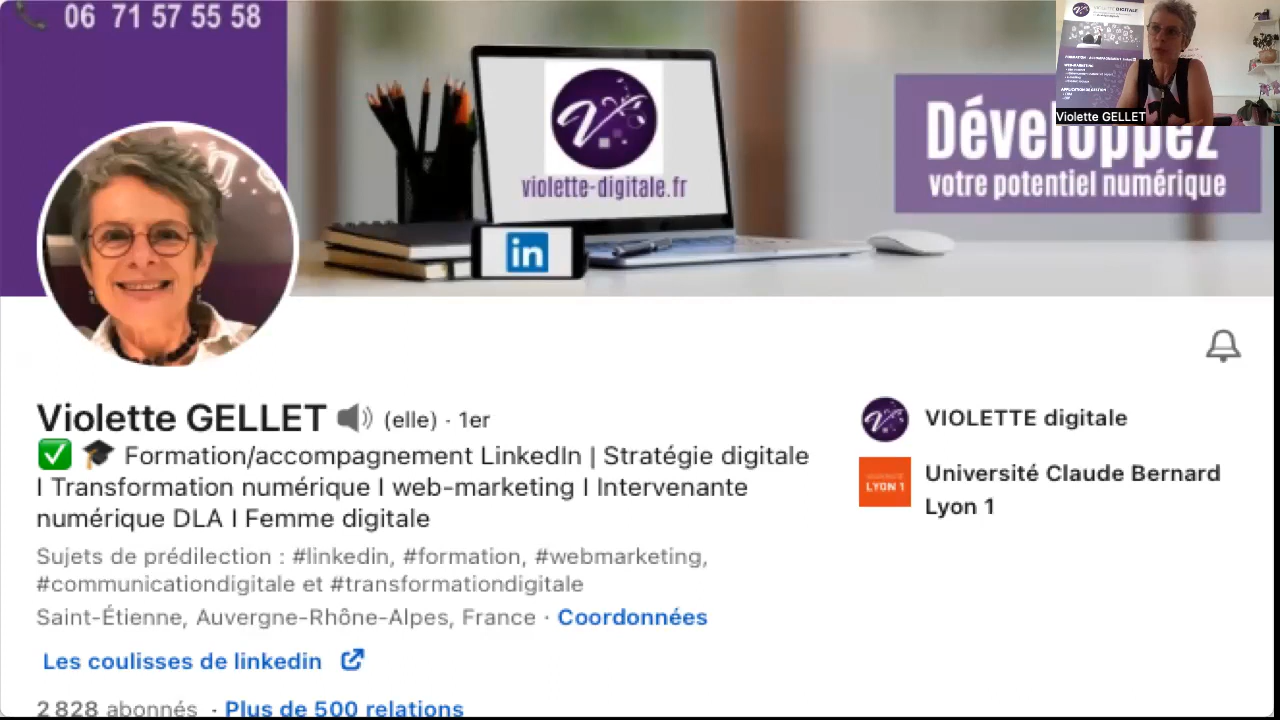 06 71 57 55 58
violette-digitale.fr
in
Développez
votre potentiel numérique
VIOLETTE DIGITALE
Violette GELLET
Violette GELLET (elle) · 1er
✅ 🎓 Formation/accompagnement LinkedIn | Stratégie digitale
I Transformation numérique I web-marketing I Intervenante
numérique DLA I Femme digitale
Sujets de prédilection : #linkedin, #formation, #webmarketing,
#communicationdigitale et #transformationdigitale
Saint-Étienne, Auvergne-Rhône-Alpes, France · Coordonnées
Les coulisses de linkedin
2 828 abonnés · Plus de 500 relations
VIOLETTE digitale
LYON 1
Université Claude Bernard
Lyon 1